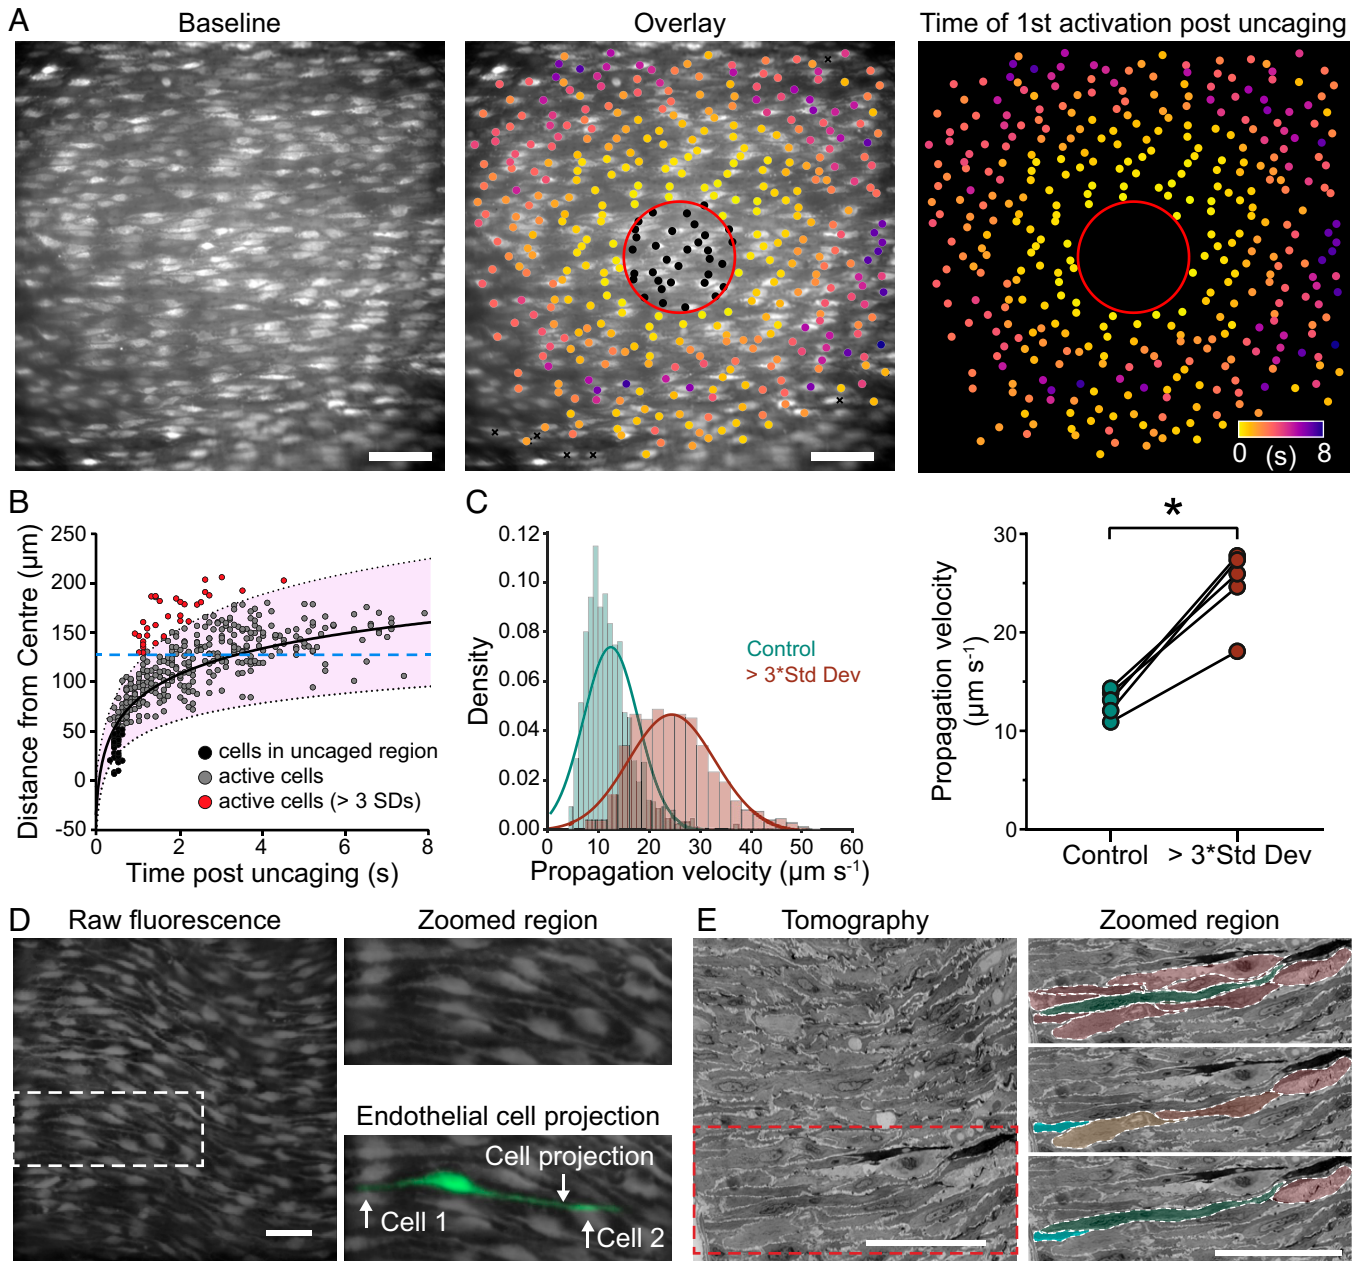 A
Baseline
Overlay
Time of 1st activation post uncaging
0 (s) 8
B
Distance from Centre (µm)
250
200
150
100
50
0
-50
cells in uncaged region
active cells
active cells (> 3 SDs)
0 2 4 6 8
Time post uncaging (s)
C
Density
0.12
0.10
0.08
0.06
0.04
0.02
0.00
Control
> 3*Std Dev
0 10 20 30 40 50 60
Propagation velocity (µm s⁻¹)
*
Propagation velocity
(µm s⁻¹)
30
20
10
0
Control > 3*Std Dev
D
Raw fluorescence
Zoomed region
Endothelial cell projection
Cell projection
Cell 1
Cell 2
E
Tomography
Zoomed region